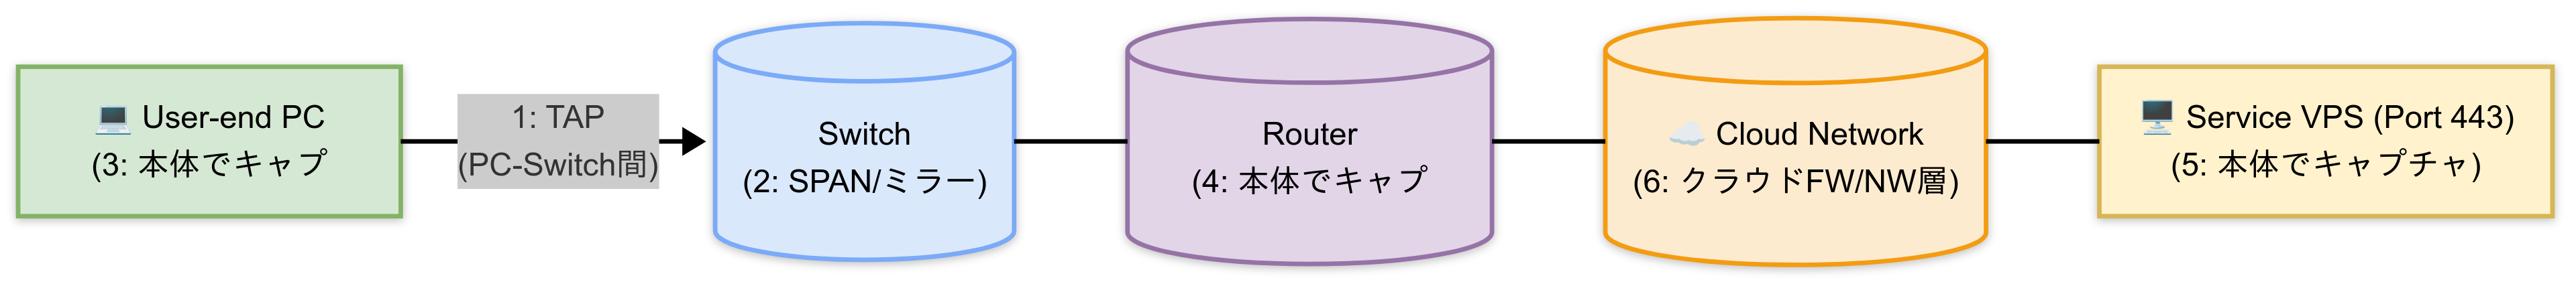 💻 User-end PC
(3: 本体でキャプ
1: TAP
(PC-Switch間)
Switch
(2: SPAN/ミラー)
Router
(4: 本体でキャプ
☁️ Cloud Network
(6: クラウドFW/NW層)
🖥️ Service VPS (Port 443)
(5: 本体でキャプチャ)